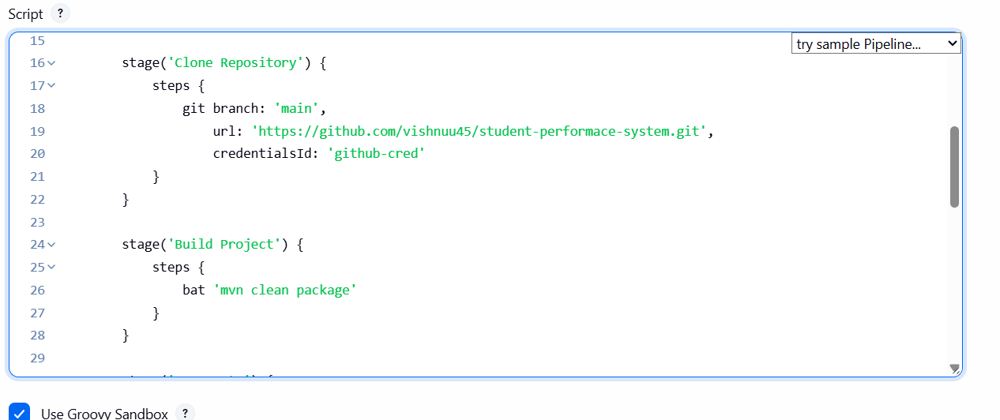 Script ?
try sample Pipeline...
15
16 stage('Clone Repository') {
17 steps {
18 git branch: 'main',
19 url: 'https://github.com/vishnuu45/student-performace-system.git',
20 credentialsId: 'github-cred'
21 }
22 }
23
24 stage('Build Project') {
25 steps {
26 bat 'mvn clean package'
27 }
28 }
29
Use Groovy Sandbox ?